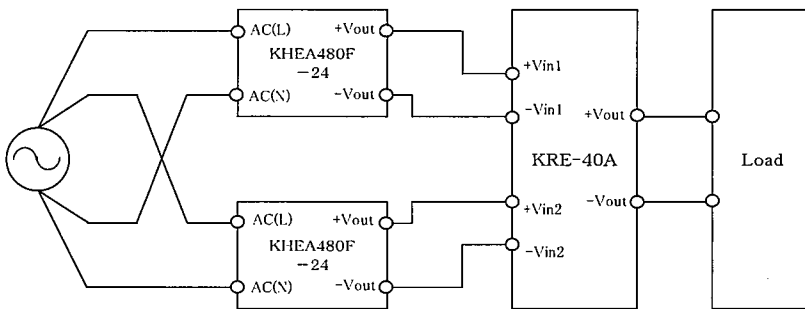 AC(L)
KHEA480F
-24
AC(N)
+Vout
-Vout
+Vin1
-Vin1
KRE-40A
+Vin2
-Vin2
+Vout
-Vout
Load
AC(L)
KHEA480F
-24
AC(N)
+Vout
-Vout